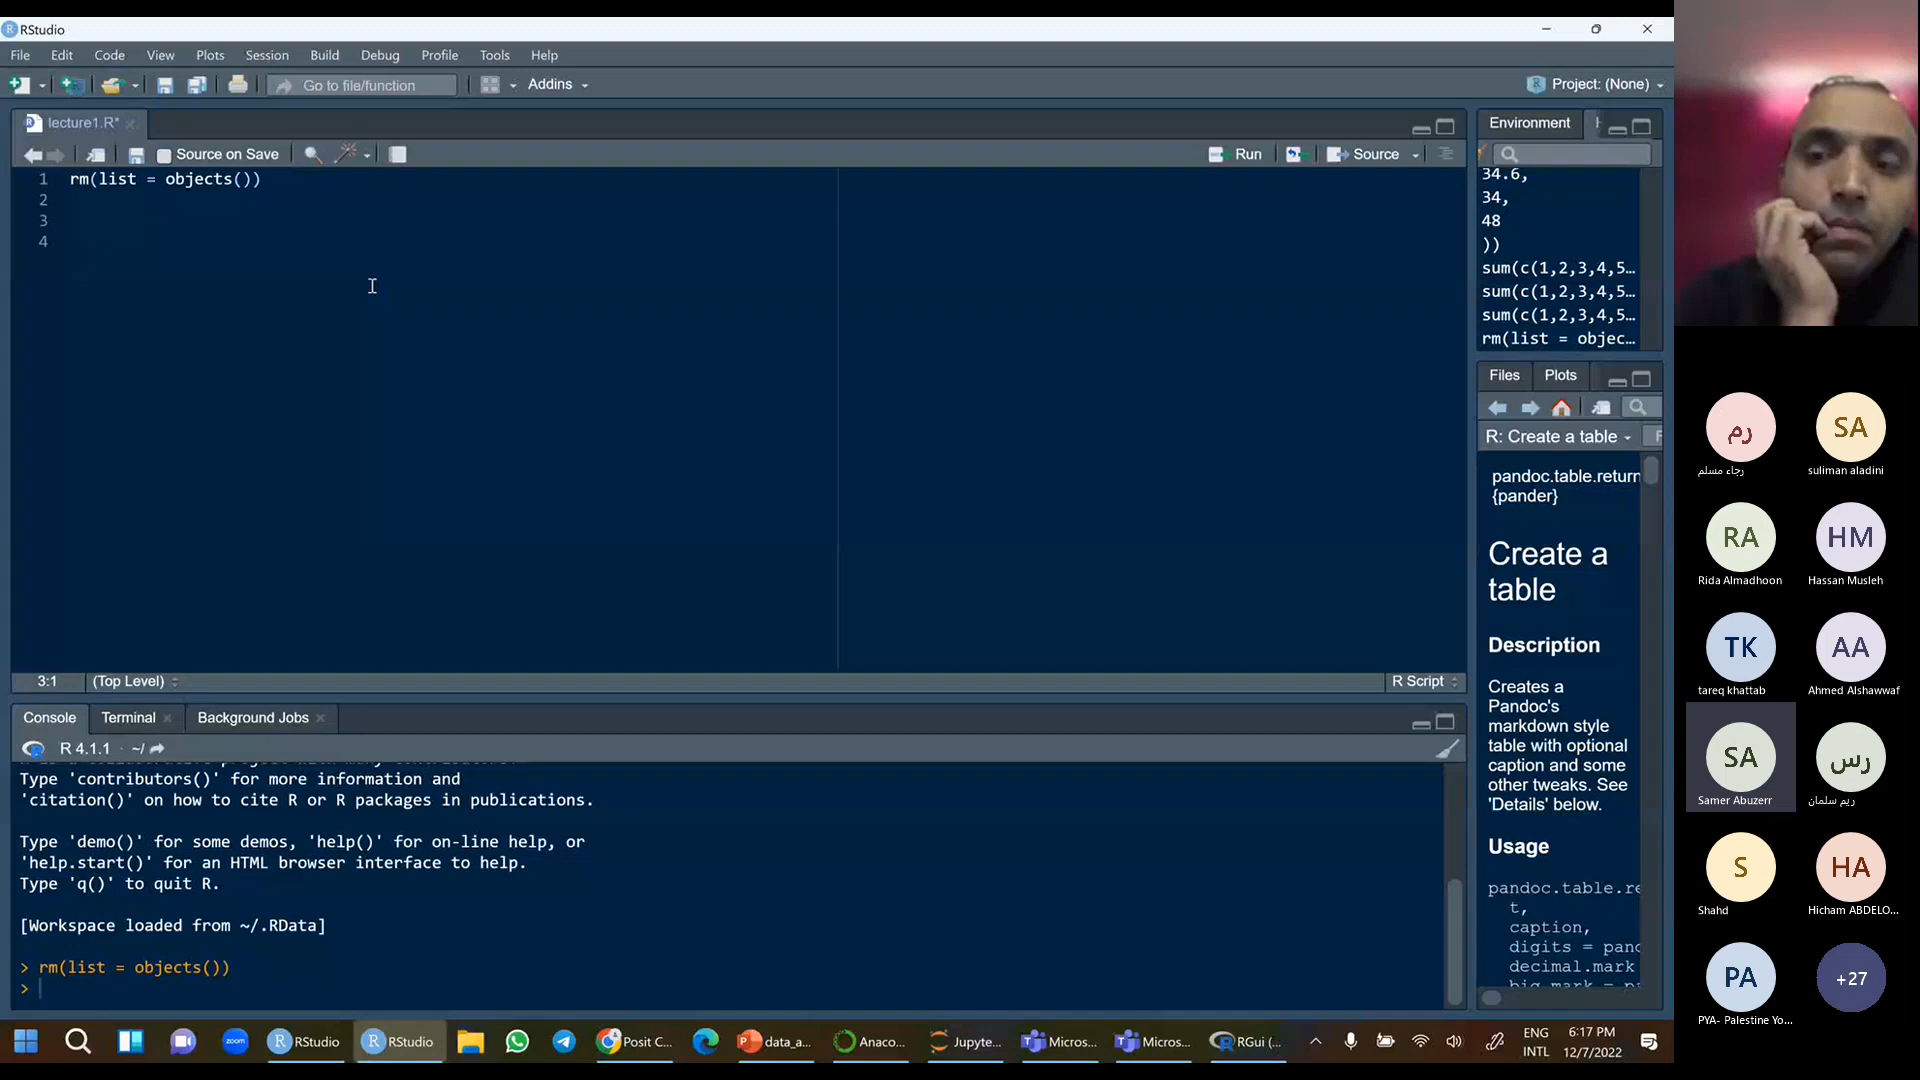 RStudio
File Edit Code View Plots Session Build Debug Profile Tools Help
Go to file/function Addins Project: (None)
lecture1.R*
Source on Save Run Source
1 rm(list = objects())
2
3
4
3:1 (Top Level) R Script
Console Terminal Background Jobs
R 4.1.1 · ~/
Type 'contributors()' for more information and
'citation()' on how to cite R or R packages in publications.
Type 'demo()' for some demos, 'help()' for on-line help, or
'help.start()' for an HTML browser interface to help.
Type 'q()' to quit R.
[Workspace loaded from ~/.RData]
> rm(list = objects())
>
Environment
34.6,
34,
48
))
sum(c(1,2,3,4,5…
sum(c(1,2,3,4,5…
sum(c(1,2,3,4,5…
rm(list = objec…
Files Plots
R: Create a table
pandoc.table.return
{pander}
Create a
table
Description
Creates a
Pandoc's
markdown style
table with optional
caption and some
other tweaks. See
'Details' below.
Usage
pandoc.table.re
t,
caption,
digits = pand
decimal.mark
رم
رجاء مسلم
SA
suliman aladini
RA
Rida Almadhoon
HM
Hassan Musleh
TK
tareq khattab
AA
Ahmed Alshawwaf
SA
Samer Abuzerr
رس
ريم سلمان
S
Shahd
HA
Hicham ABDELO...
PA
PYA- Palestine Yo...
+27
zoom RStudio RStudio Posit C... data_a... Anaco... Jupyte... Micros... Micros... RGui (...
ENG
INTL
6:17 PM
12/7/2022